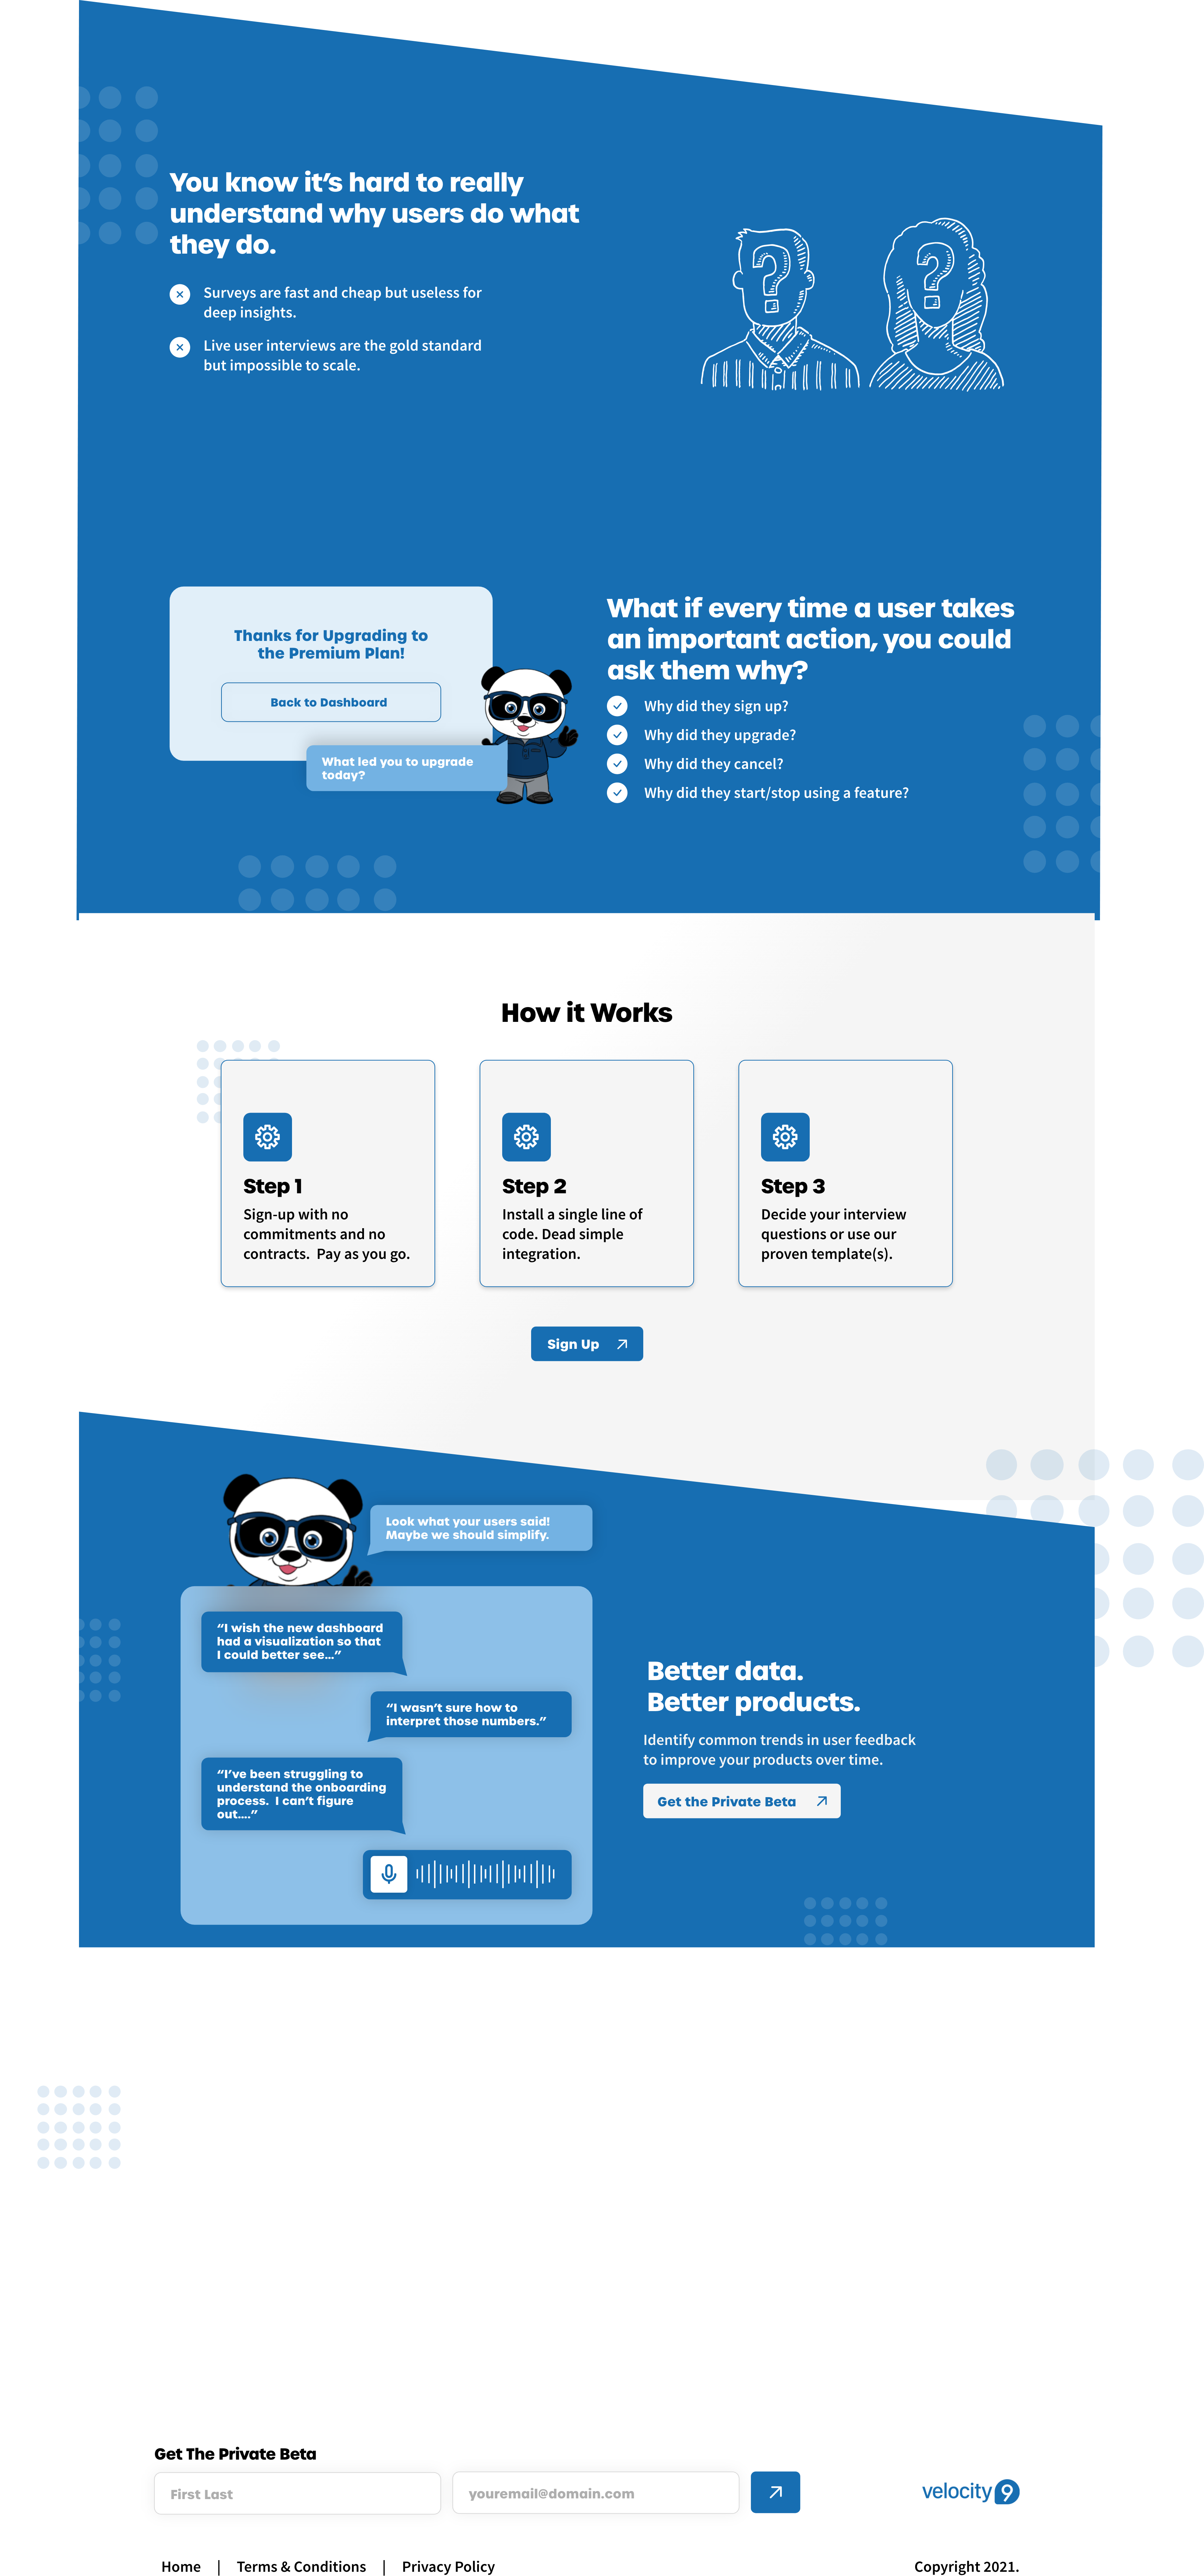 You know it’s hard to really
understand why users do what
they do.
Surveys are fast and cheap but useless for
deep insights.
Live user interviews are the gold standard
but impossible to scale.
? ?
Thanks for Upgrading to
the Premium Plan!
Back to Dashboard
What led you to upgrade
today?
What if every time a user takes
an important action, you could
ask them why?
Why did they sign up?
Why did they upgrade?
Why did they cancel?
Why did they start/stop using a feature?
How it Works
Step 1
Sign-up with no
commitments and no
contracts.  Pay as you go.
Step 2
Install a single line of
code. Dead simple
integration.
Step 3
Decide your interview
questions or use our
proven template(s).
Sign Up
Look what your users said!
Maybe we should simplify.
“I wish the new dashboard
had a visualization so that
I could better see...”
“I wasn’t sure how to
interpret those numbers.”
“I’ve been struggling to
understand the onboarding
process.  I can’t figure
out....”
Better data.
Better products.
Identify common trends in user feedback
to improve your products over time.
Get the Private Beta
Get The Private Beta
First Last
youremail@domain.com
velocity 9
Home | Terms & Conditions | Privacy Policy
Copyright 2021.